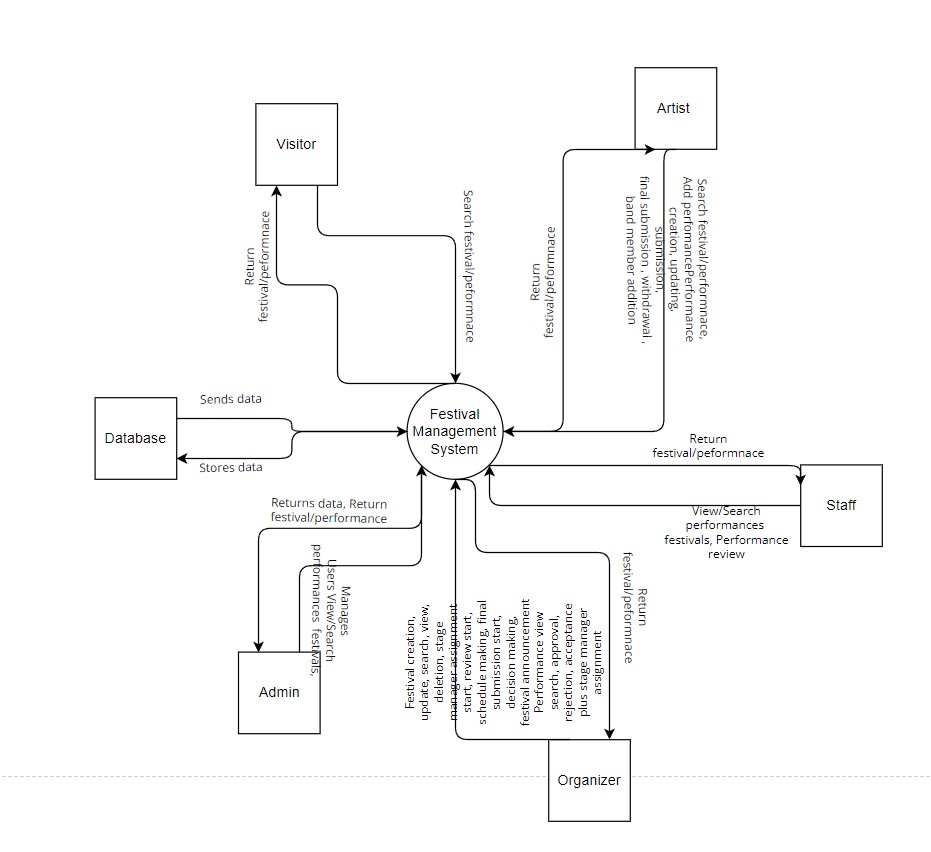 Artist
Visitor
Search festival/peformnace
Return
festival/peformnace
Return
festival/peformnace
Search festival/performnace,
Add performancePerformance
creation, updating,
submission,
final submission , withdrawal ,
band member addition
Sends data
Database
Stores data
Festival
Management
System
Return
festival/peformnace
Staff
View/Search
performances
festivals, Performance
review
Returns data, Return
festival/performance
Manages
Users View/Search
performances festivals,
Admin
Festival creation,
update, search, view,
deletion, stage
manager assignment
start, review start,
schedule making, final
submission start,
decision making,
festival announcement
Performance view
search, approval,
rejection, acceptance
plus stage manager
assignment
Return
festival/peformnace
Organizer